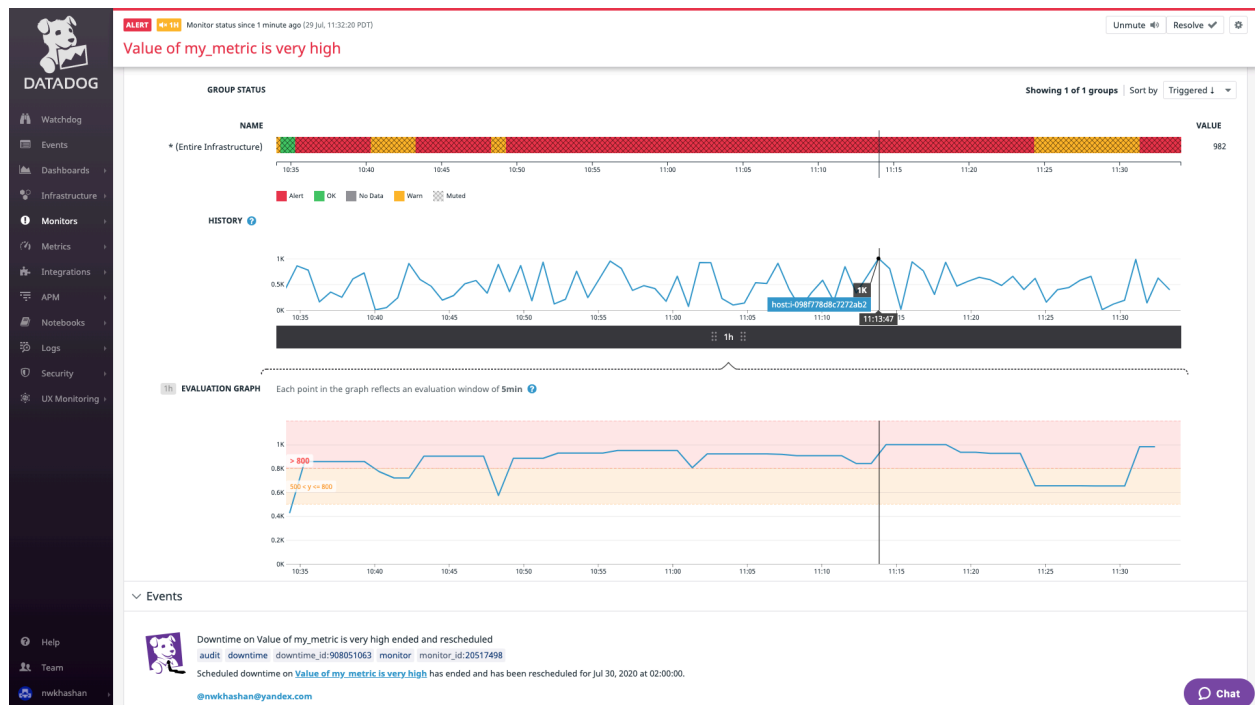 DATADOG
Watchdog
Events
Dashboards
Infrastructure
Monitors
Metrics
Integrations
APM
Notebooks
Logs
Security
UX Monitoring
Help
Team
nwkhashan
ALERT 1H Monitor status since 1 minute ago (29 Jul, 11:32:20 PDT)
Unmute Resolve
Value of my_metric is very high
GROUP STATUS
Showing 1 of 1 groups Sort by Triggered ↓
NAME VALUE
* (Entire Infrastructure) 982
10:35 10:40 10:45 10:50 10:55 11:00 11:05 11:10 11:15 11:20 11:25 11:30
Alert OK No Data Warn Muted
HISTORY ?
1K
0.5K
0K
1K
host:i-098f778d8c7272ab2
10:35 10:40 10:45 10:50 10:55 11:00 11:05 11:10 11:13:47 15 11:20 11:25 11:30
1h
1h EVALUATION GRAPH Each point in the graph reflects an evaluation window of 5min ?
1K
> 800
0.8K
500 < y <= 800
0.6K
0.4K
0.2K
0K
10:35 10:40 10:45 10:50 10:55 11:00 11:05 11:10 11:15 11:20 11:25 11:30
Events
Downtime on Value of my_metric is very high ended and rescheduled
audit downtime downtime_id:908051063 monitor monitor_id:20517498
Scheduled downtime on Value of my_metric is very high has ended and has been rescheduled for Jul 30, 2020 at 02:00:00.
@nwkhashan@yandex.com
Chat